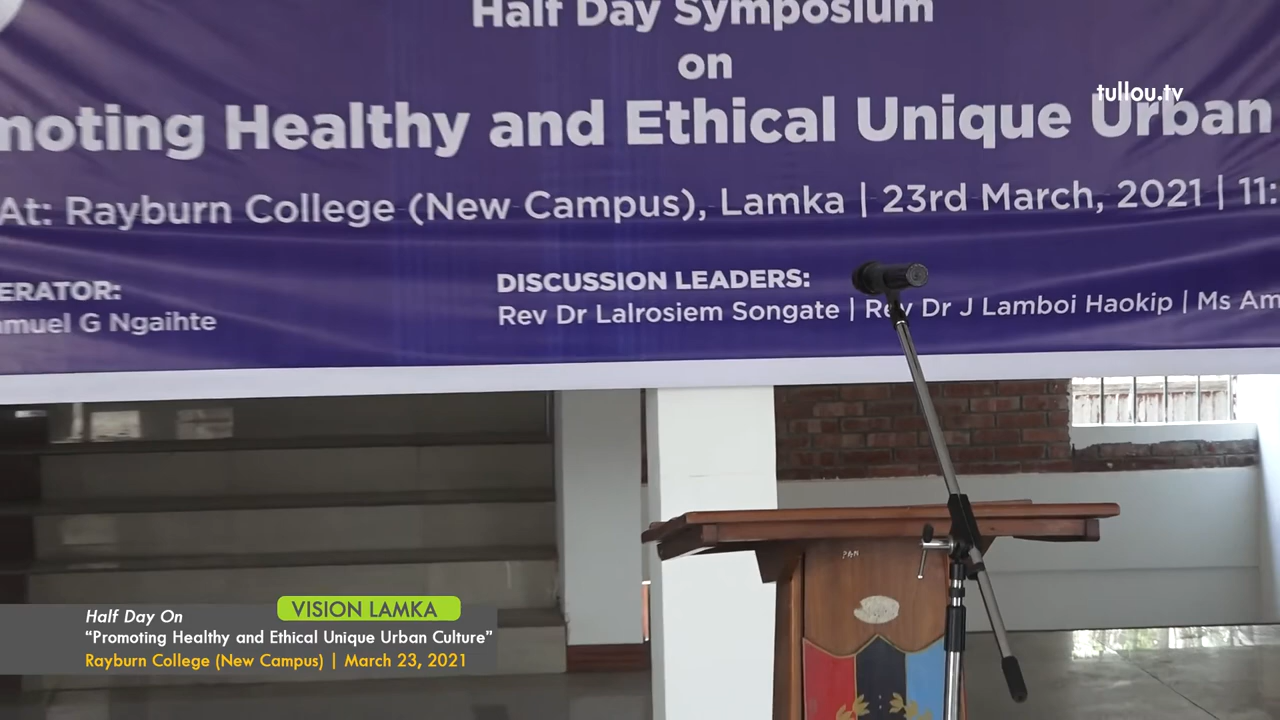 Half Day Symposium
on
tullou.tv
moting Healthy and Ethical Unique Urban
At: Rayburn College (New Campus), Lamka | 23rd March, 2021 | 11:
ERATOR:
muel G Ngaihte
DISCUSSION LEADERS:
Rev Dr Lalrosiem Songate | Rev Dr J Lamboi Haokip | Ms Am
VISION LAMKA
Half Day On
“Promoting Healthy and Ethical Unique Urban Culture”
Rayburn College (New Campus) | March 23, 2021